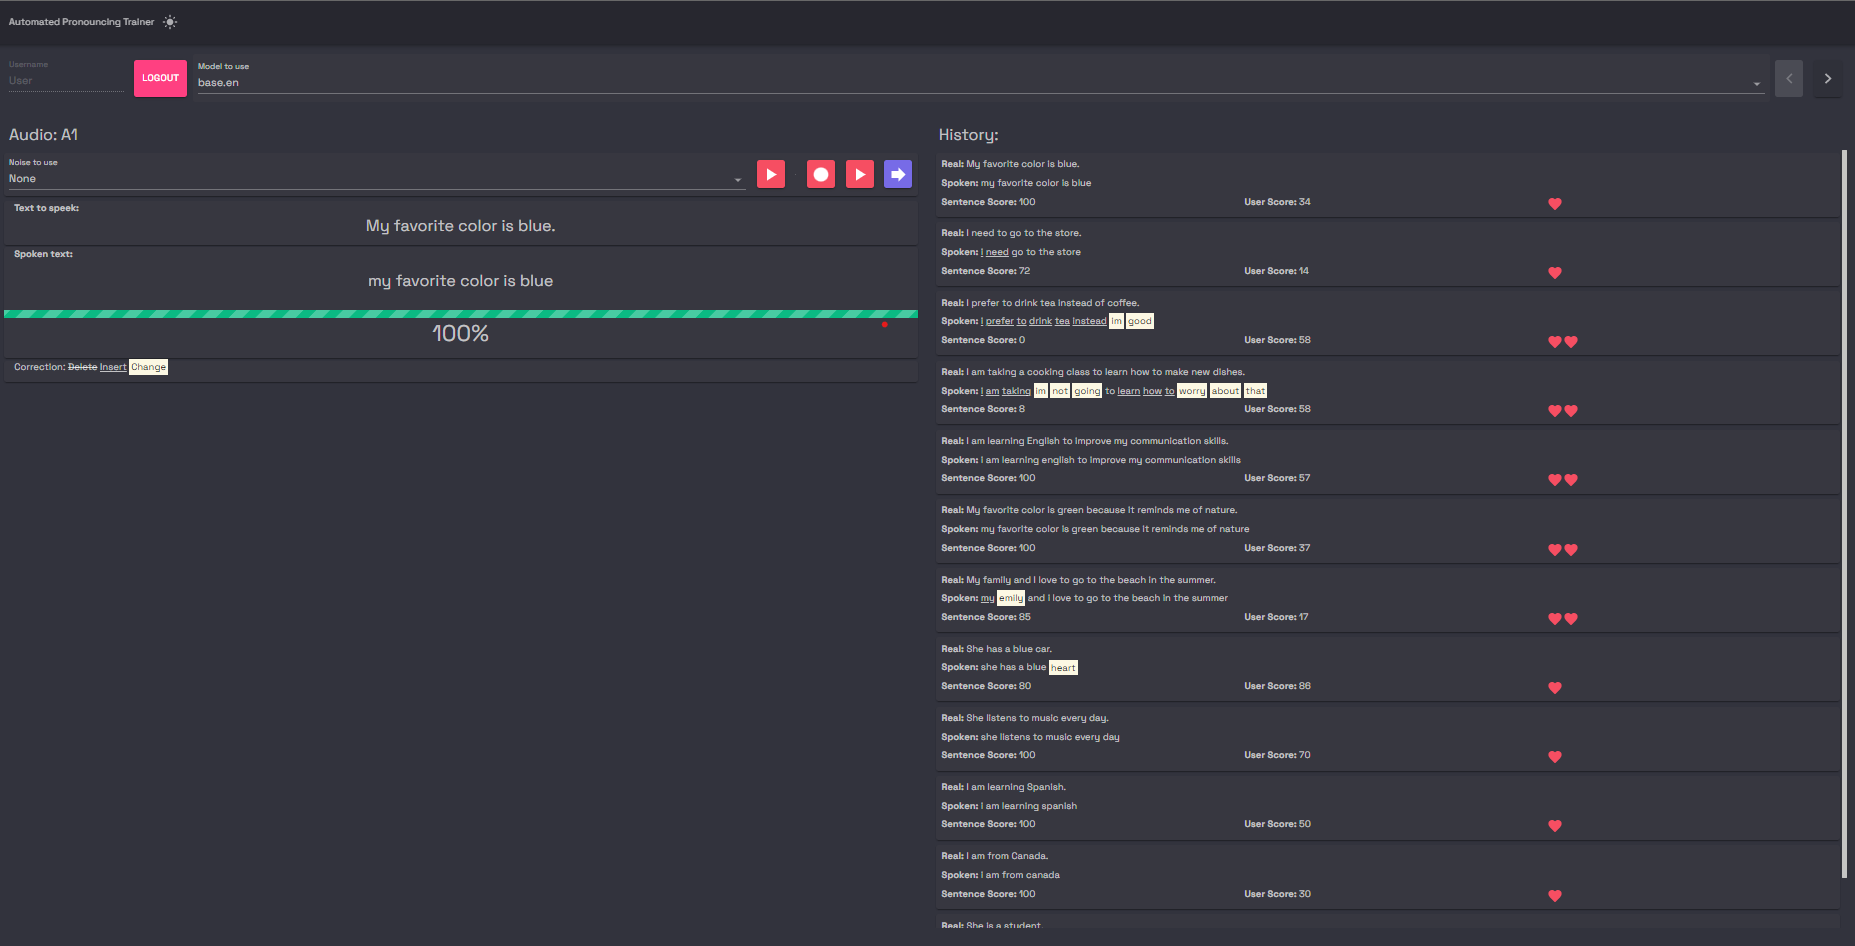 Automated Pronouncing Trainer
Username
User
LOGOUT
Model to use
base.en
Audio: A1
Noise to use
None
Text to speek:
My favorite color is blue.
Spoken text:
my favorite color is blue
100%
Correction: Delete Insert Change
History:
Real: My favorite color is blue.
Spoken: my favorite color is blue
Sentence Score: 100 User Score: 34
Real: I need to go to the store.
Spoken: i need go to the store
Sentence Score: 72 User Score: 14
Real: I prefer to drink tea instead of coffee.
Spoken: i prefer to drink tea instead im good
Sentence Score: 0 User Score: 58
Real: I am taking a cooking class to learn how to make new dishes.
Spoken: i am taking im not going to learn how to worry about that
Sentence Score: 8 User Score: 58
Real: I am learning English to improve my communication skills.
Spoken: i am learning english to improve my communication skills
Sentence Score: 100 User Score: 57
Real: My favorite color is green because it reminds me of nature.
Spoken: my favorite color is green because it reminds me of nature
Sentence Score: 100 User Score: 37
Real: My family and I love to go to the beach in the summer.
Spoken: my emily and i love to go to the beach in the summer
Sentence Score: 85 User Score: 17
Real: She has a blue car.
Spoken: she has a blue heart
Sentence Score: 80 User Score: 86
Real: She listens to music every day.
Spoken: she listens to music every day
Sentence Score: 100 User Score: 70
Real: I am learning Spanish.
Spoken: i am learning spanish
Sentence Score: 100 User Score: 50
Real: I am from Canada.
Spoken: i am from canada
Sentence Score: 100 User Score: 30
Real: She is a student.